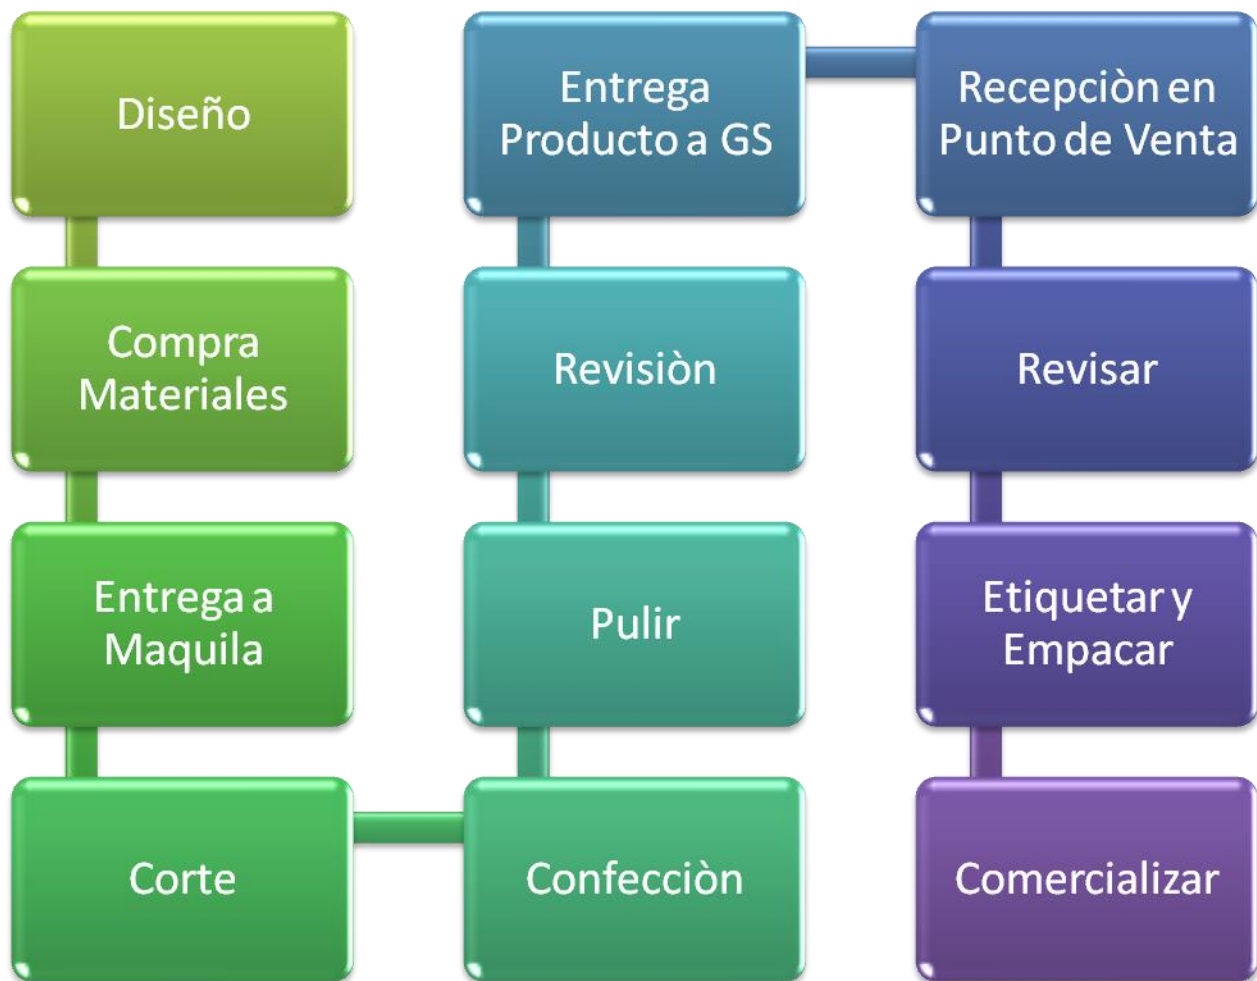 Diseño
Compra
Materiales
Entrega a
Maquila
Corte
Confecciòn
Pulir
Revisiòn
Entrega
Producto a GS
Recepciòn en
Punto de Venta
Revisar
Etiquetar y
Empacar
Comercializar